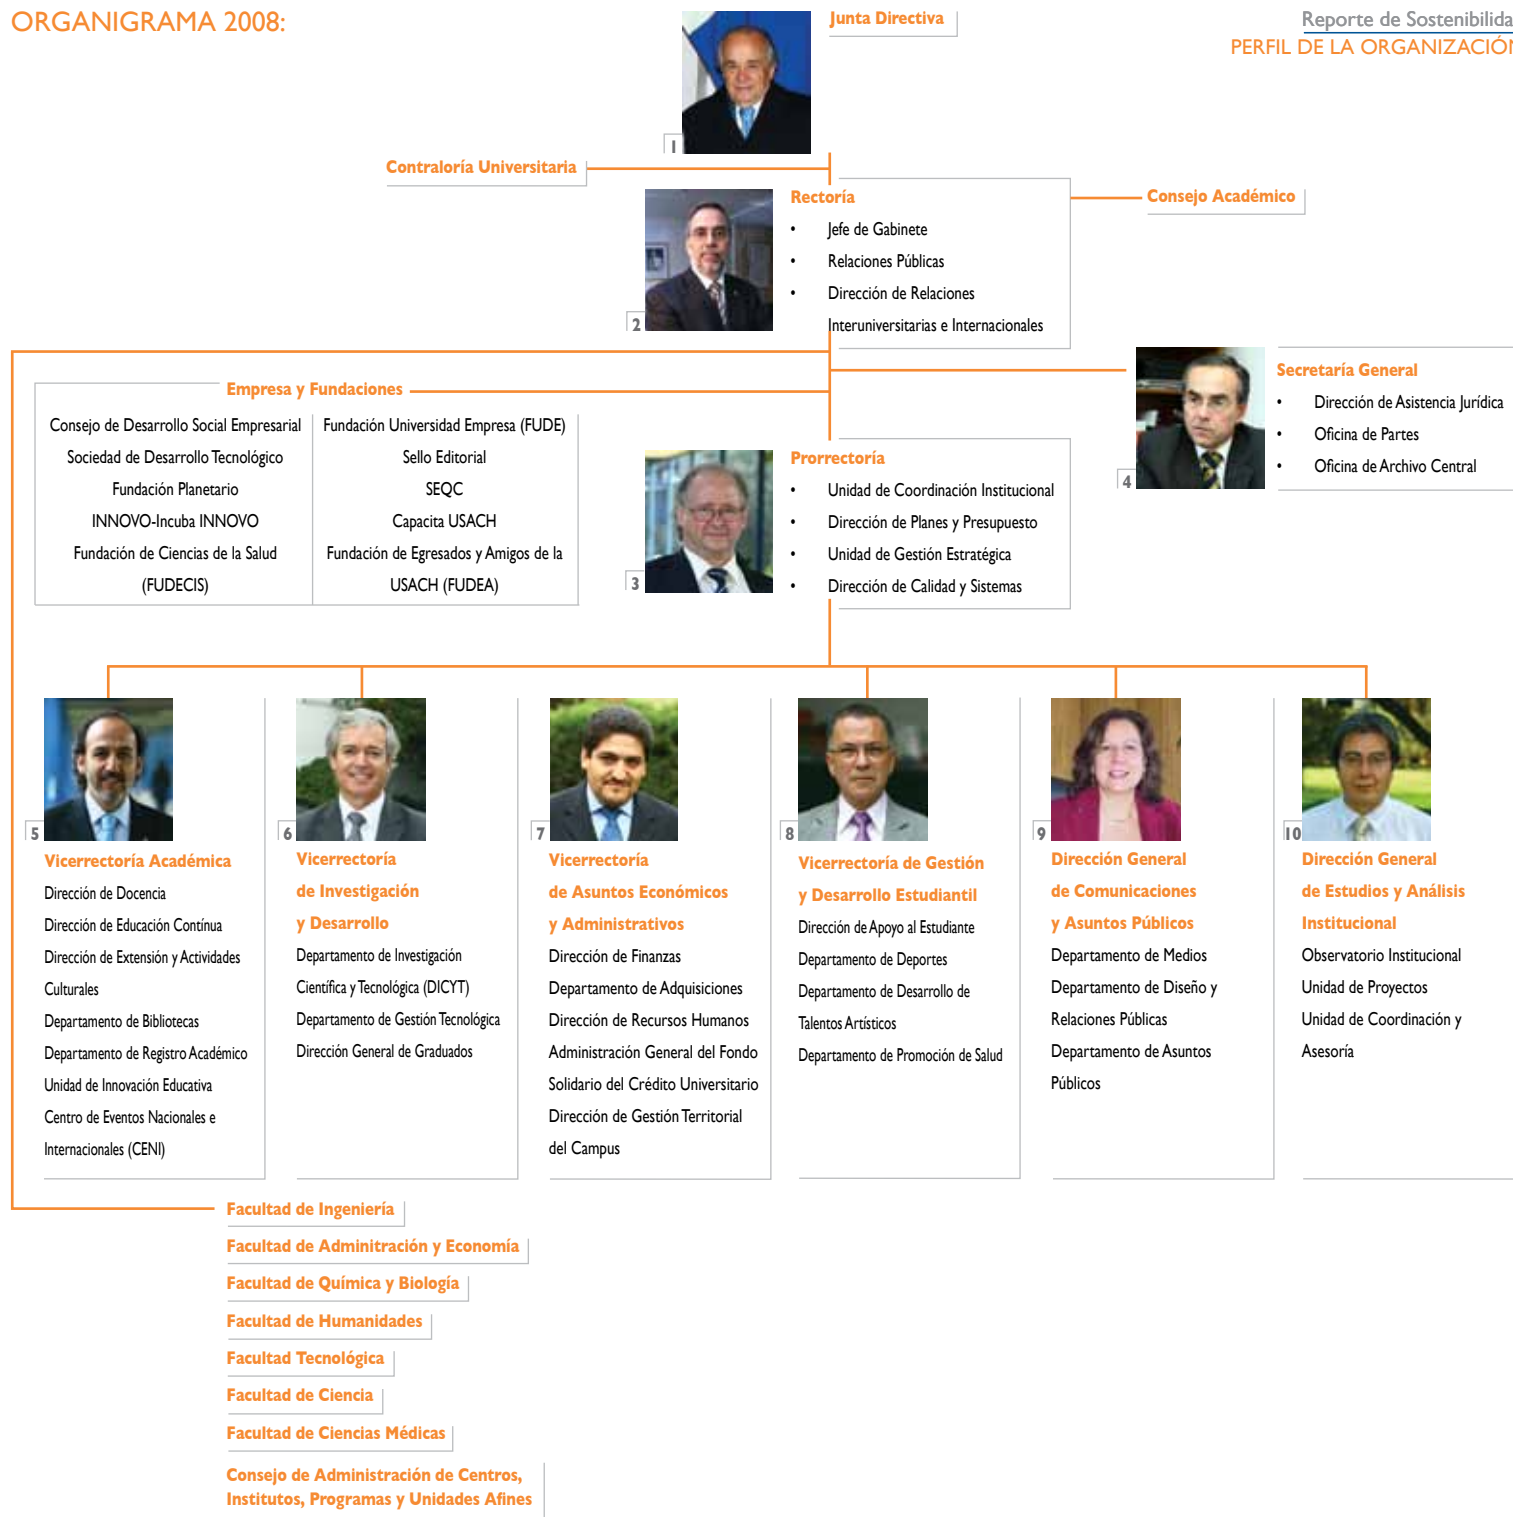 ORGANIGRAMA 2008:
Junta Directiva
Reporte de Sostenibilida
PERFIL DE LA ORGANIZACIÓN
1
Contraloría Universitaria
Rectoría
• Jefe de Gabinete
• Relaciones Públicas
• Dirección de Relaciones
Interuniversitarias e Internacionales
2
Consejo Académico
Secretaría General
• Dirección de Asistencia Jurídica
• Oficina de Partes
• Oficina de Archivo Central
4
Empresa y Fundaciones
Consejo de Desarrollo Social Empresarial
Sociedad de Desarrollo Tecnológico
Fundación Planetario
INNOVO-Incuba INNOVO
Fundación de Ciencias de la Salud
(FUDECIS)
Fundación Universidad Empresa (FUDE)
Sello Editorial
SEQC
Capacita USACH
Fundación de Egresados y Amigos de la
USACH (FUDEA)
Prorrectoría
• Unidad de Coordinación Institucional
• Dirección de Planes y Presupuesto
• Unidad de Gestión Estratégica
• Dirección de Calidad y Sistemas
3
5
Vicerrectoría Académica
Dirección de Docencia
Dirección de Educación Contínua
Dirección de Extensión y Actividades
Culturales
Departamento de Bibliotecas
Departamento de Registro Académico
Unidad de Innovación Educativa
Centro de Eventos Nacionales e
Internacionales (CENI)
6
Vicerrectoría
de Investigación
y Desarrollo
Departamento de Investigación
Científica y Tecnológica (DICYT)
Departamento de Gestión Tecnológica
Dirección General de Graduados
7
Vicerrectoría
de Asuntos Económicos
y Administrativos
Dirección de Finanzas
Departamento de Adquisiciones
Dirección de Recursos Humanos
Administración General del Fondo
Solidario del Crédito Universitario
Dirección de Gestión Territorial
del Campus
8
Vicerrectoría de Gestión
y Desarrollo Estudiantil
Dirección de Apoyo al Estudiante
Departamento de Deportes
Departamento de Desarrollo de
Talentos Artísticos
Departamento de Promoción de Salud
9
Dirección General
de Comunicaciones
y Asuntos Públicos
Departamento de Medios
Departamento de Diseño y
Relaciones Públicas
Departamento de Asuntos
Públicos
10
Dirección General
de Estudios y Análisis
Institucional
Observatorio Institucional
Unidad de Proyectos
Unidad de Coordinación y
Asesoría
Facultad de Ingeniería
Facultad de Adminitración y Economía
Facultad de Química y Biología
Facultad de Humanidades
Facultad Tecnológica
Facultad de Ciencia
Facultad de Ciencias Médicas
Consejo de Administración de Centros,
Institutos, Programas y Unidades Afines